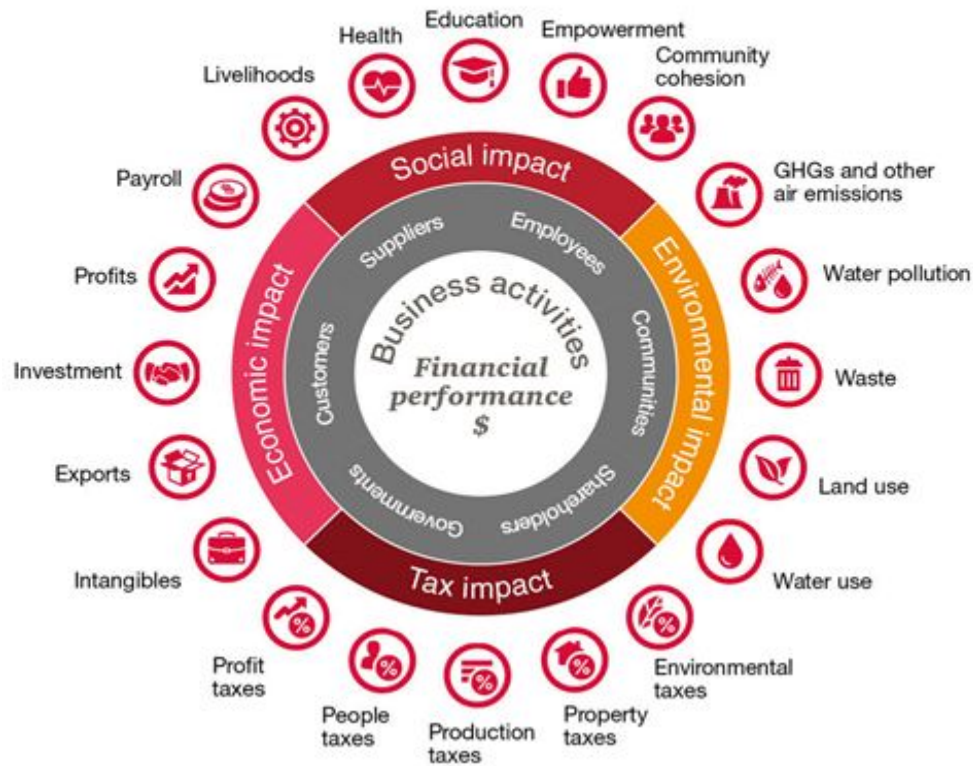 Education
Empowerment
Health
Community
cohesion
Livelihoods
GHGs and other
air emissions
Payroll
Profits
Water pollution
Investment
Waste
Exports
Land use
Intangibles
Water use
Profit
taxes
People
taxes
Production
taxes
Property
taxes
Environmental
taxes
Social impact
Environmental impact
Tax impact
Economic impact
Suppliers
Employees
Communities
Shareholders
Governments
Customers
Business activities
Financial
performance
$
%
%
%
%
%